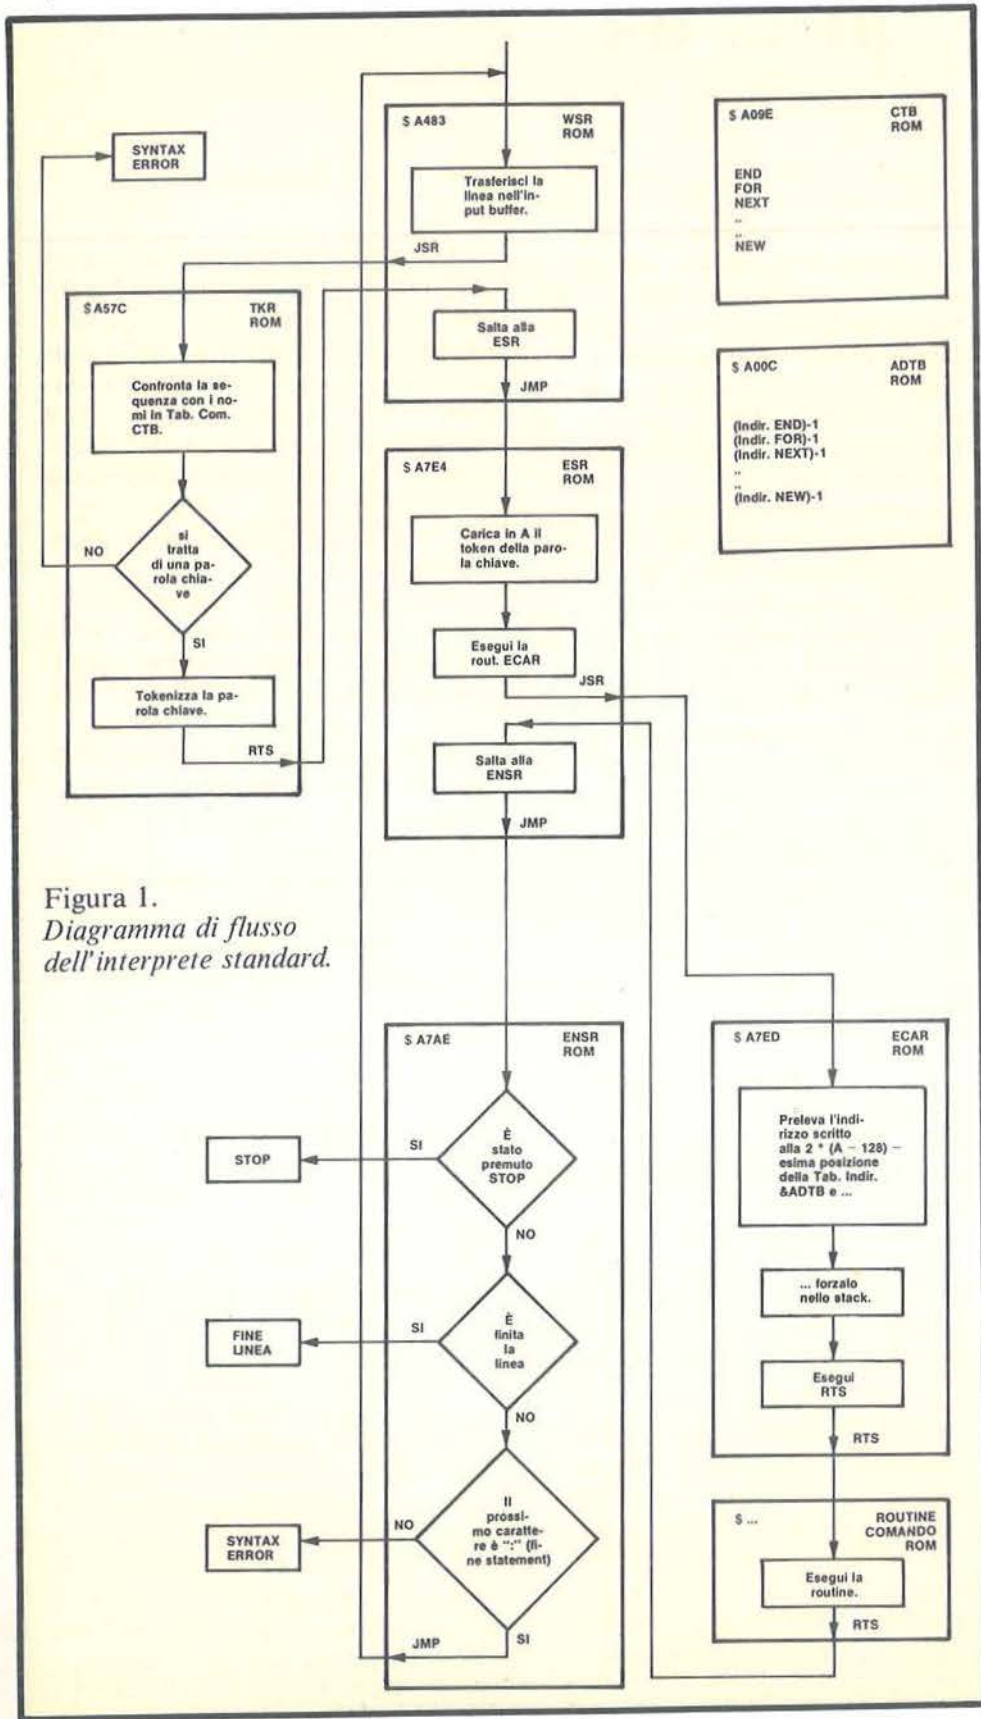 $ A483
WSR
ROM
Trasferisci la
linea nell'in-
put buffer.
JSR
Salta alla
ESR
JMP
$ A09E
CTB
ROM
END
FOR
NEXT
..
..
NEW
SYNTAX
ERROR
$ A57C
TKR
ROM
Confronta la se-
quenza con i no-
mi in Tab. Com.
CTB.
si
tratta
di una pa-
rola chia-
ve
NO
SI
Tokenizza la pa-
rola chiave.
RTS
$ A00C
ADTB
ROM
(Indir. END)-1
(Indir. FOR)-1
(Indir. NEXT)-1
..
..
(Indir. NEW)-1
$ A7E4
ESR
ROM
Carica in A il
token della paro-
la chiave.
Esegui la
rout. ECAR
JSR
Salta alla
ENSR
JMP
Figura 1.
Diagramma di flusso
dell'interprete standard.
$ A7AE
ENSR
ROM
È
stato
premuto
STOP
SI
STOP
NO
È
finita
la
linea
SI
FINE
LINEA
NO
Il
prossi-
mo caratte-
re è ":" (fi-
ne statement)
NO
SYNTAX
ERROR
SI
JMP
$ A7ED
ECAR
ROM
Preleva l'indi-
rizzo scritto
alla 2 * (A - 128) -
esima posizione
della Tab. Indir.
&ADTB e ...
... forzalo
nello stack.
Esegui
RTS
RTS
$ ...
ROUTINE
COMANDO
ROM
Esegui la
routine.
RTS